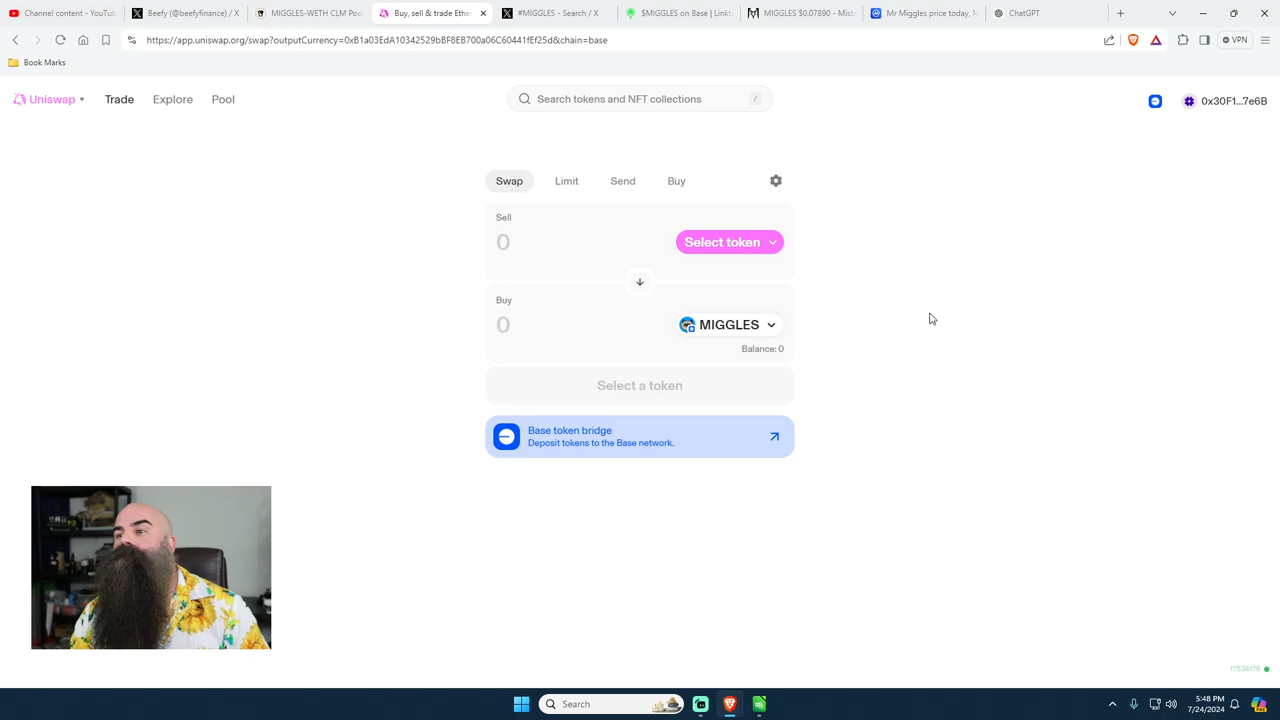 Channel content - YouTub
Beefy (@beefyfinance) / X
MIGGLES-WETH CLM Poo
Buy, sell & trade Ethe
#MIGGLES - Search / X
$MIGGLES on Base | Linkt
MIGGLES $0.07890 - Miste
Mr Miggles price today, M
ChatGPT
https://app.uniswap.org/swap?outputCurrency=0xB1a03EdA10342529bBF8EB700a06C60441fEf25d&chain=base
VPN
Book Marks
Uniswap
Trade
Explore
Pool
Search tokens and NFT collections
/
0x30F1...7e6B
Swap
Limit
Send
Buy
Sell
0
Select token
Buy
0
MIGGLES
Balance: 0
Select a token
Base token bridge
Deposit tokens to the Base network.
17534176
Search
5:48 PM
7/24/2024